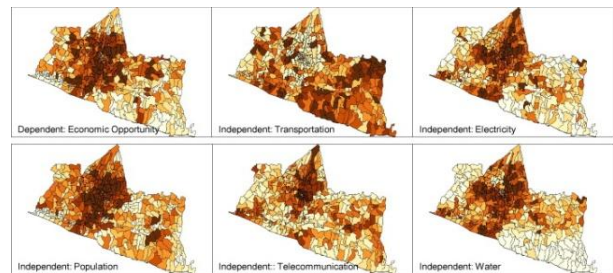 Dependent: Economic Opportunity
Independent: Transportation
Independent: Electricity
Independent: Population
Independent:: Telecommunication
Independent: Water